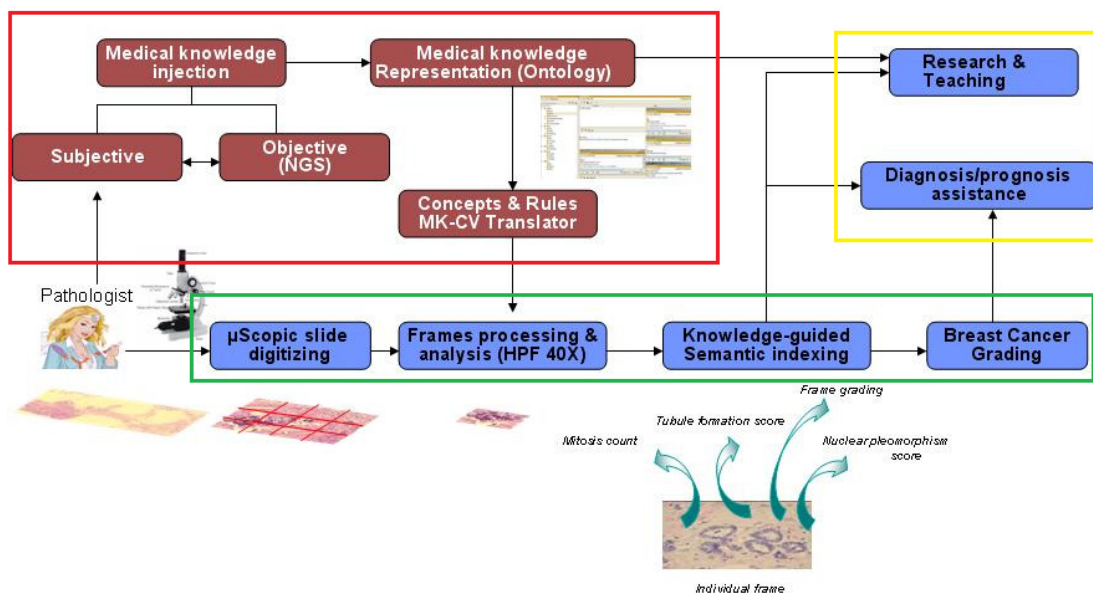 Medical knowledge
injection
Medical knowledge
Representation (Ontology)
Research &
Teaching
Subjective
Objective
(NGS)
Diagnosis/prognosis
assistance
Concepts & Rules
MK-CV Translator
Pathologist
µScopic slide
digitizing
Frames processing &
analysis (HPF 40X)
Knowledge-guided
Semantic indexing
Breast Cancer
Grading
Frame grading
Tubule formation score
Mitosis count
Nuclear pleomorphism
score
Individual frame